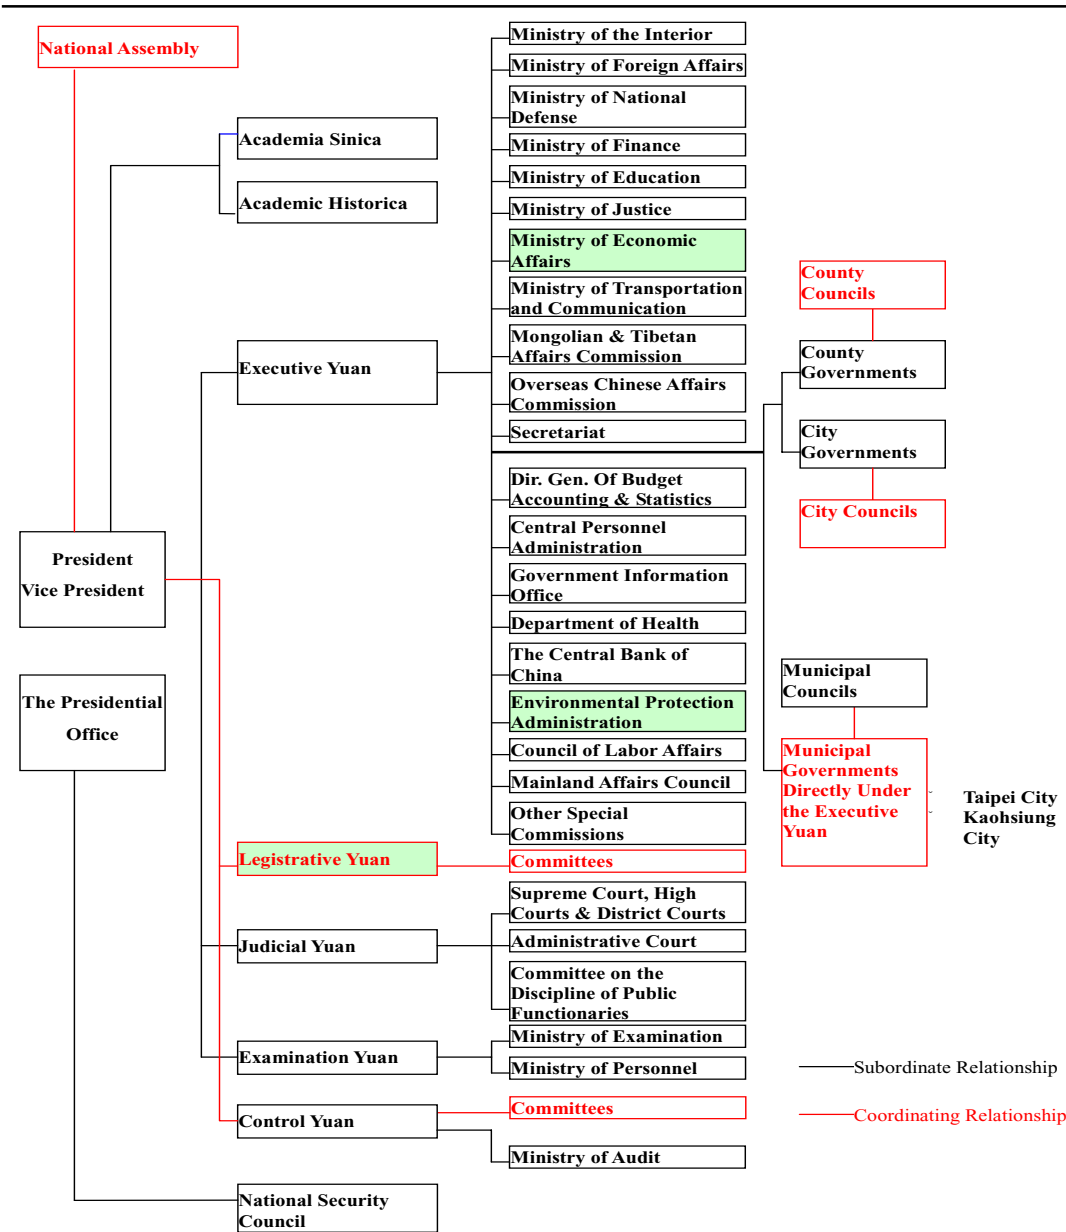 National Assembly
Academia Sinica
Academic Historica
Executive Yuan
President
Vice President
The Presidential
Office
Legistrative Yuan
Judicial Yuan
Examination Yuan
Control Yuan
National Security
Council
Ministry of the Interior
Ministry of Foreign Affairs
Ministry of National
Defense
Ministry of Finance
Ministry of Education
Ministry of Justice
Ministry of Economic
Affairs
Ministry of Transportation
and Communication
Mongolian & Tibetan
Affairs Commission
Overseas Chinese Affairs
Commission
Secretariat
Dir. Gen. Of Budget
Accounting & Statistics
Central Personnel
Administration
Government Information
Office
Department of Health
The Central Bank of
China
Environmental Protection
Administration
Council of Labor Affairs
Mainland Affairs Council
Other Special
Commissions
Committees
Supreme Court, High
Courts & District Courts
Administrative Court
Committee on the
Discipline of Public
Functionaries
Ministry of Examination
Ministry of Personnel
Committees
Ministry of Audit
County
Councils
County
Governments
City
Governments
City Councils
Municipal
Councils
Municipal
Governments
Directly Under
the Executive
Yuan
Taipei City
Kaohsiung
City
Subordinate Relationship
Coordinating Relationship